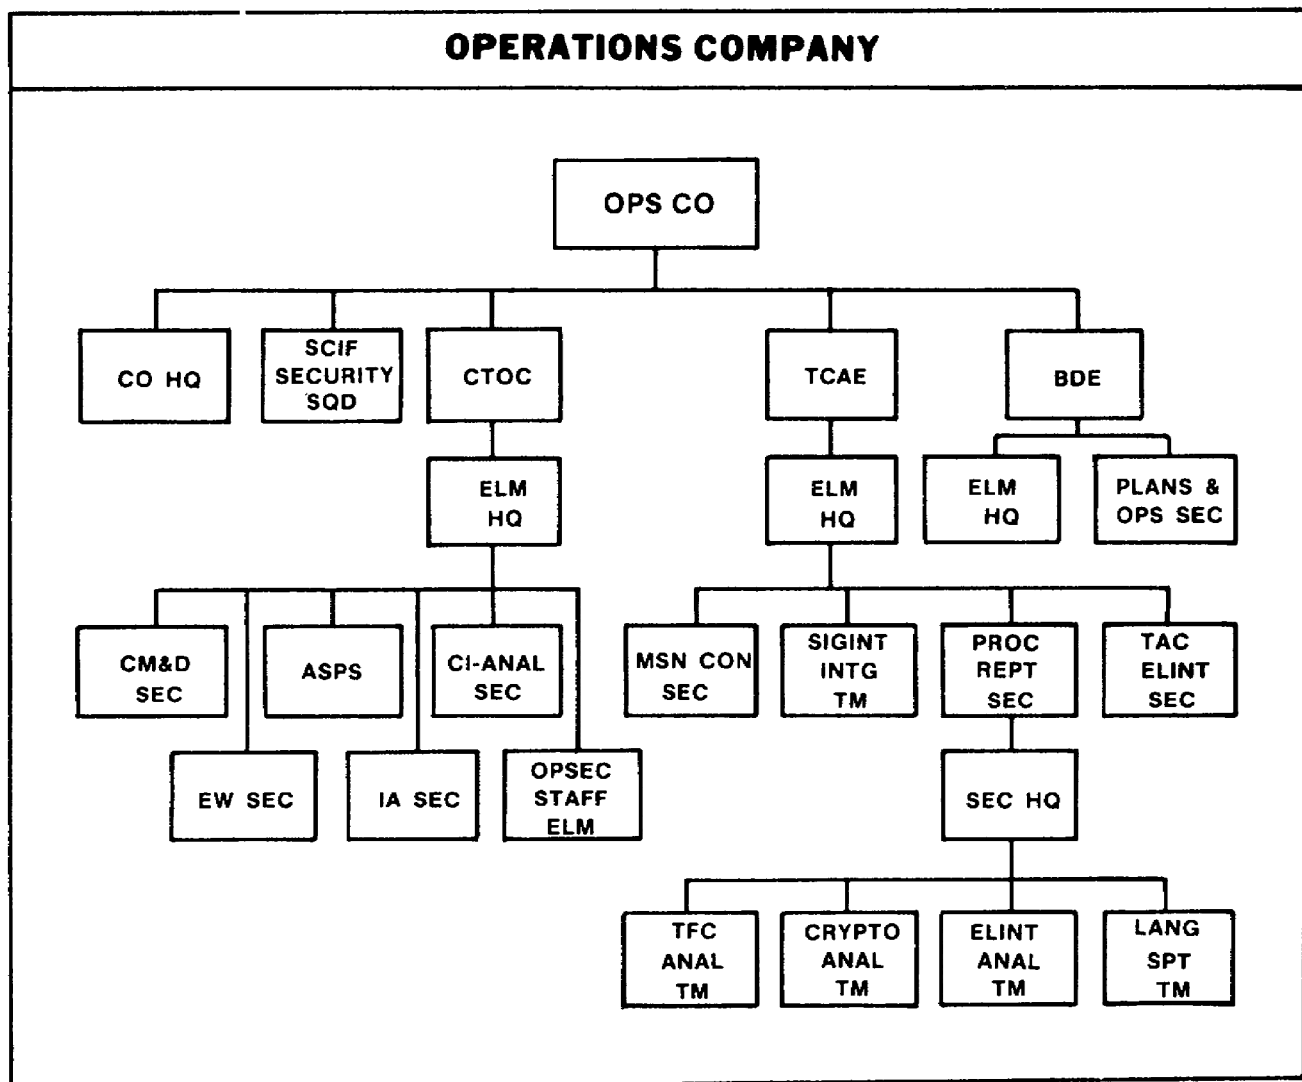 OPERATIONS COMPANY
OPS CO
CO HQ
SCIF
SECURITY
SQD
CTOC
TCAE
BDE
ELM
HQ
ELM
HQ
ELM
HQ
PLANS &
OPS SEC
CM&D
SEC
ASPS
CI-ANAL
SEC
MSN CON
SEC
SIGINT
INTG
TM
PROC
REPT
SEC
TAC
ELINT
SEC
EW SEC
IA SEC
OPSEC
STAFF
ELM
SEC HQ
TFC
ANAL
TM
CRYPTO
ANAL
TM
ELINT
ANAL
TM
LANG
SPT
TM